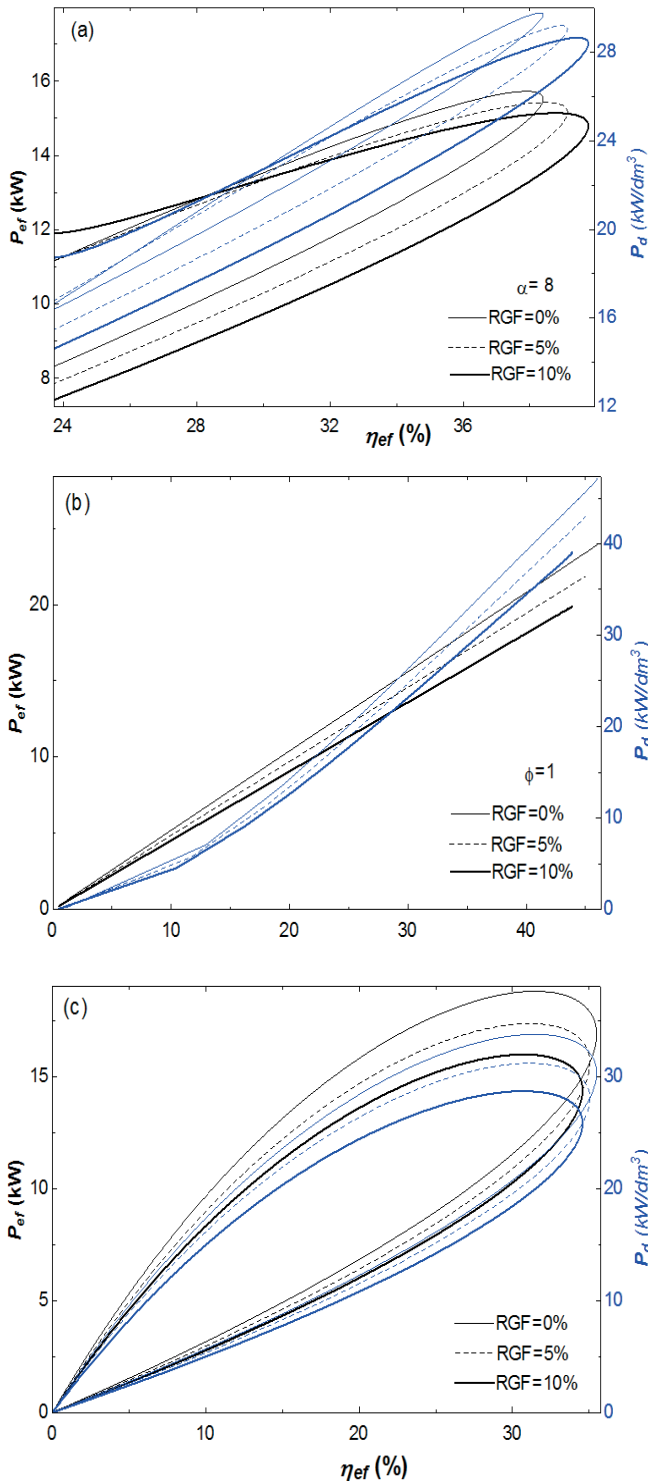 (a)
16
14
12
10
8
P_ef (kW)
28
24
20
16
12
P_d (kW/dm³)
α= 8
RGF=0%
RGF=5%
RGF=10%
24
28
32
36
η_ef (%)
(b)
20
10
0
P_ef (kW)
40
30
20
10
0
P_d (kW/dm³)
ϕ=1
RGF=0%
RGF=5%
RGF=10%
0
10
20
30
40
(c)
15
10
5
0
P_ef (kW)
30
20
10
0
P_d (kW/dm³)
RGF=0%
RGF=5%
RGF=10%
0
10
20
30
η_ef (%)